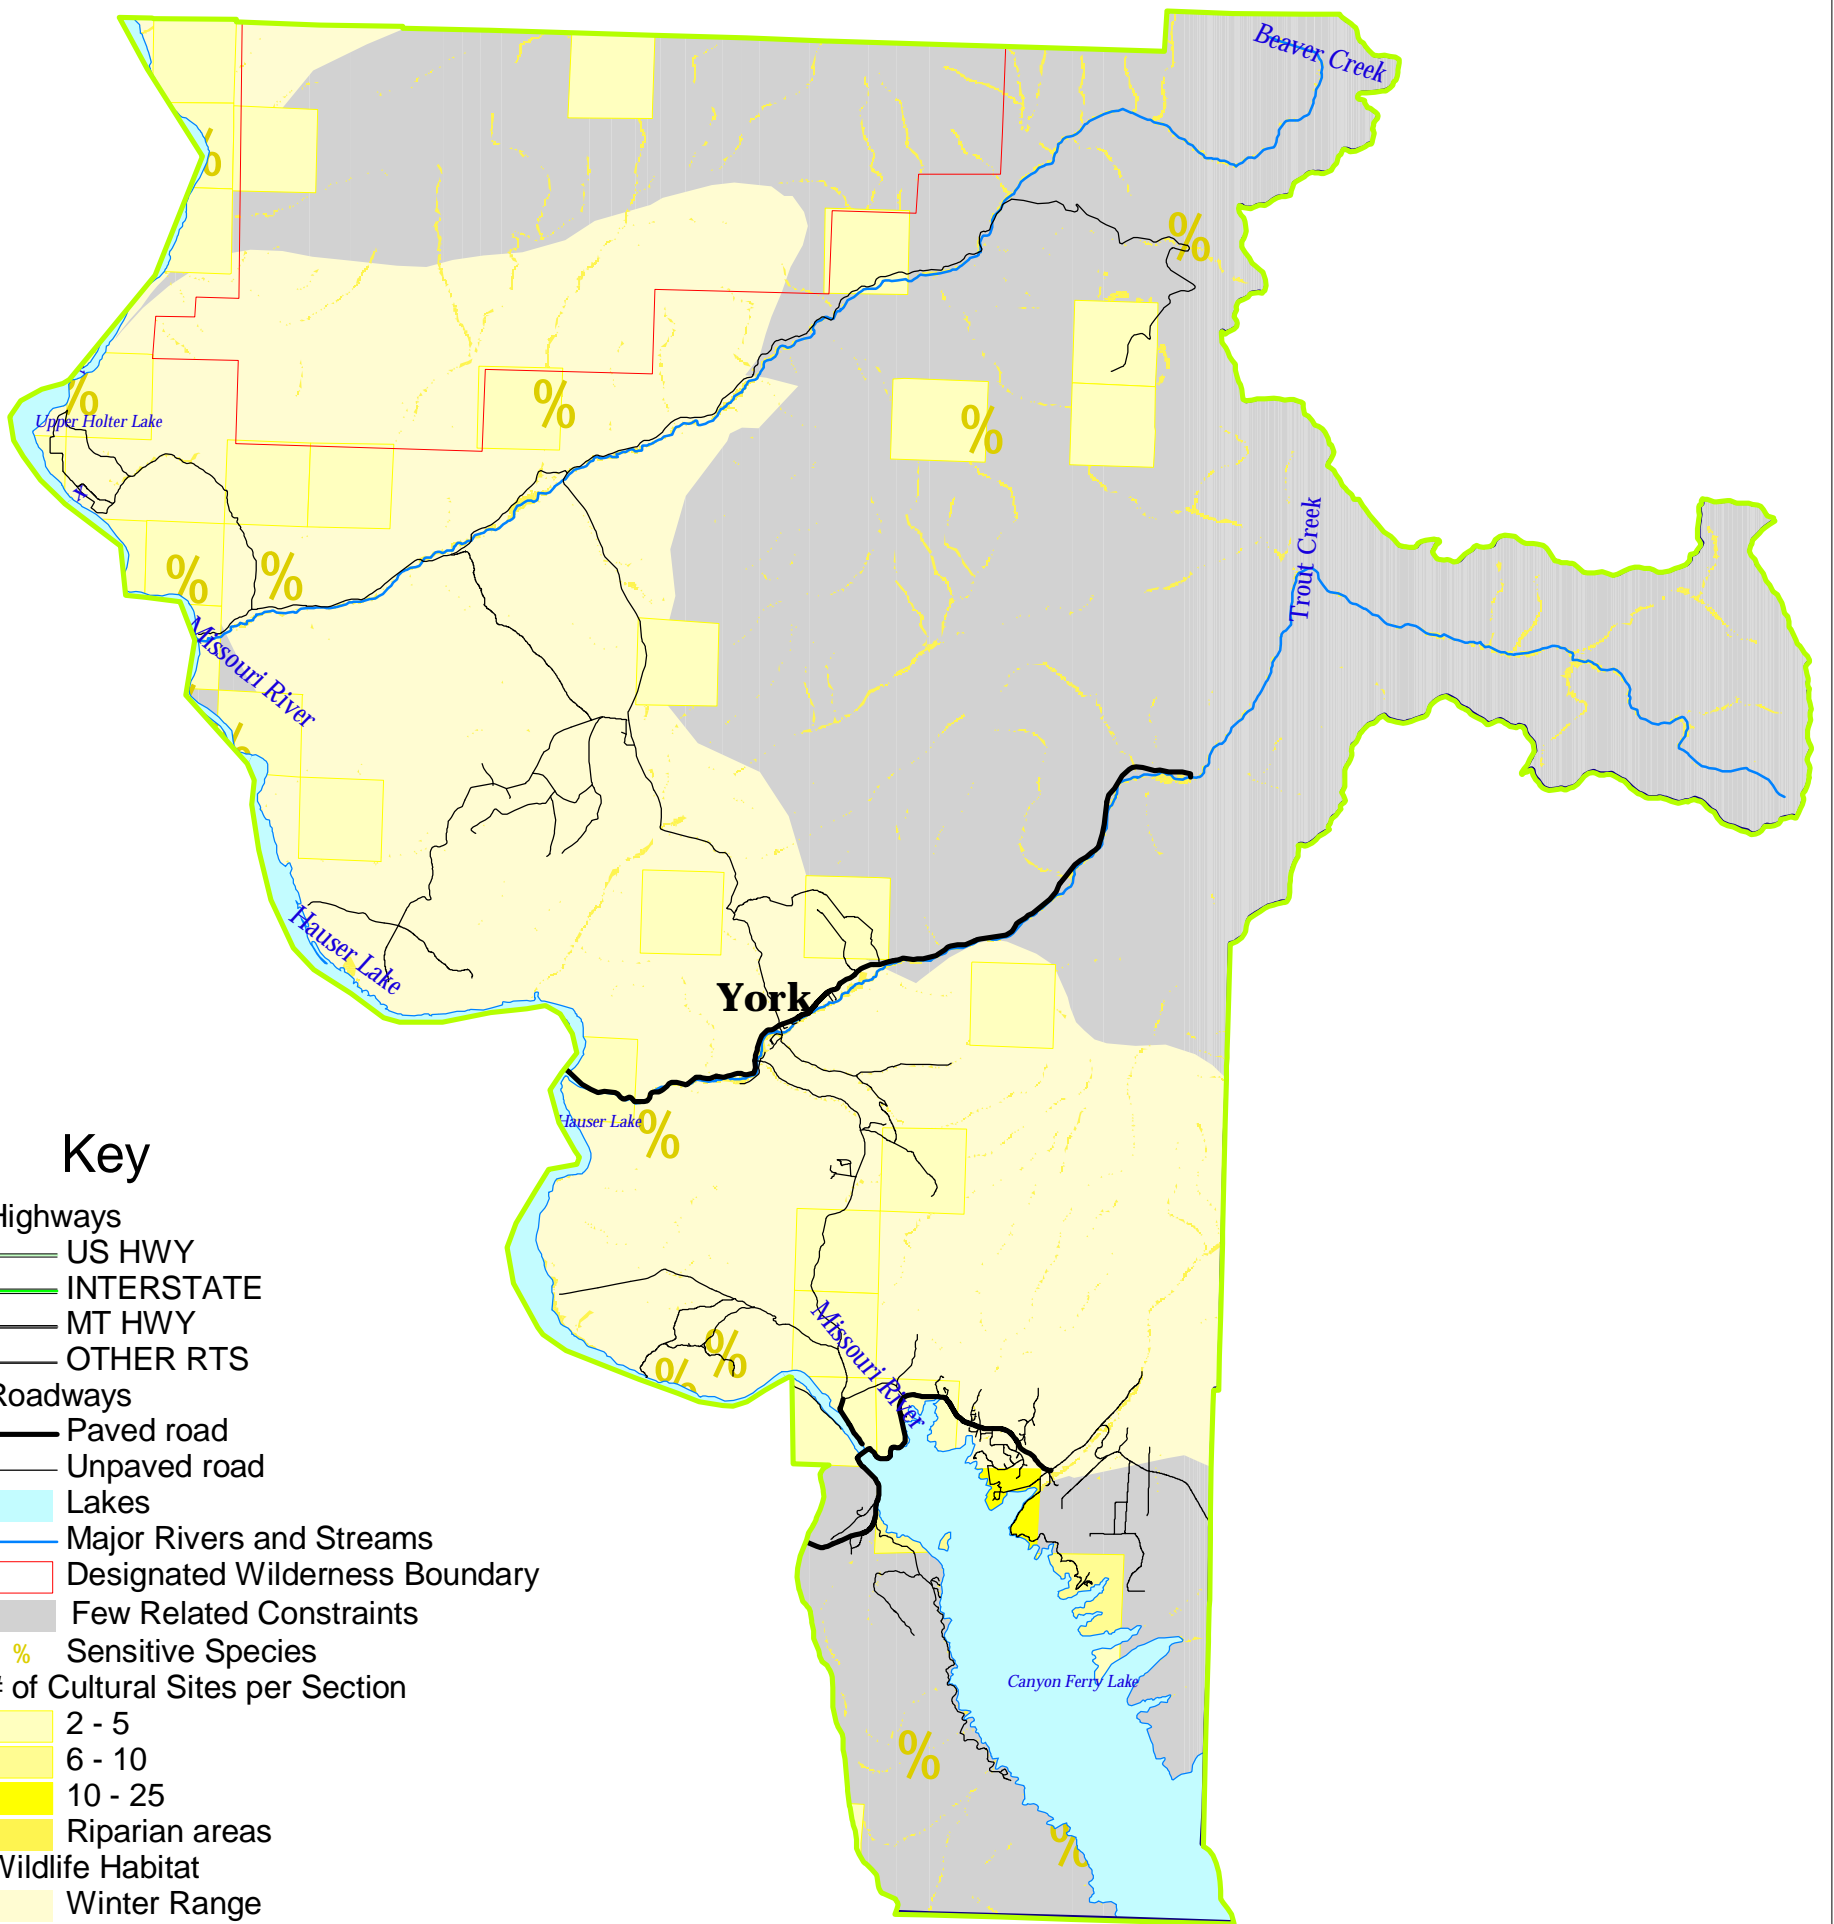 Beaver Creek
Upper Holter Lake
Trout Creek
Missouri River
Hauser Lake
York
Hauser Lake
Missouri River
Canyon Ferry Lake
Key
Highways
US HWY
INTERSTATE
MT HWY
OTHER RTS
Roadways
Paved road
Unpaved road
Lakes
Major Rivers and Streams
Designated Wilderness Boundary
Few Related Constraints
% Sensitive Species
# of Cultural Sites per Section
2 - 5
6 - 10
10 - 25
Riparian areas
Wildlife Habitat
Winter Range